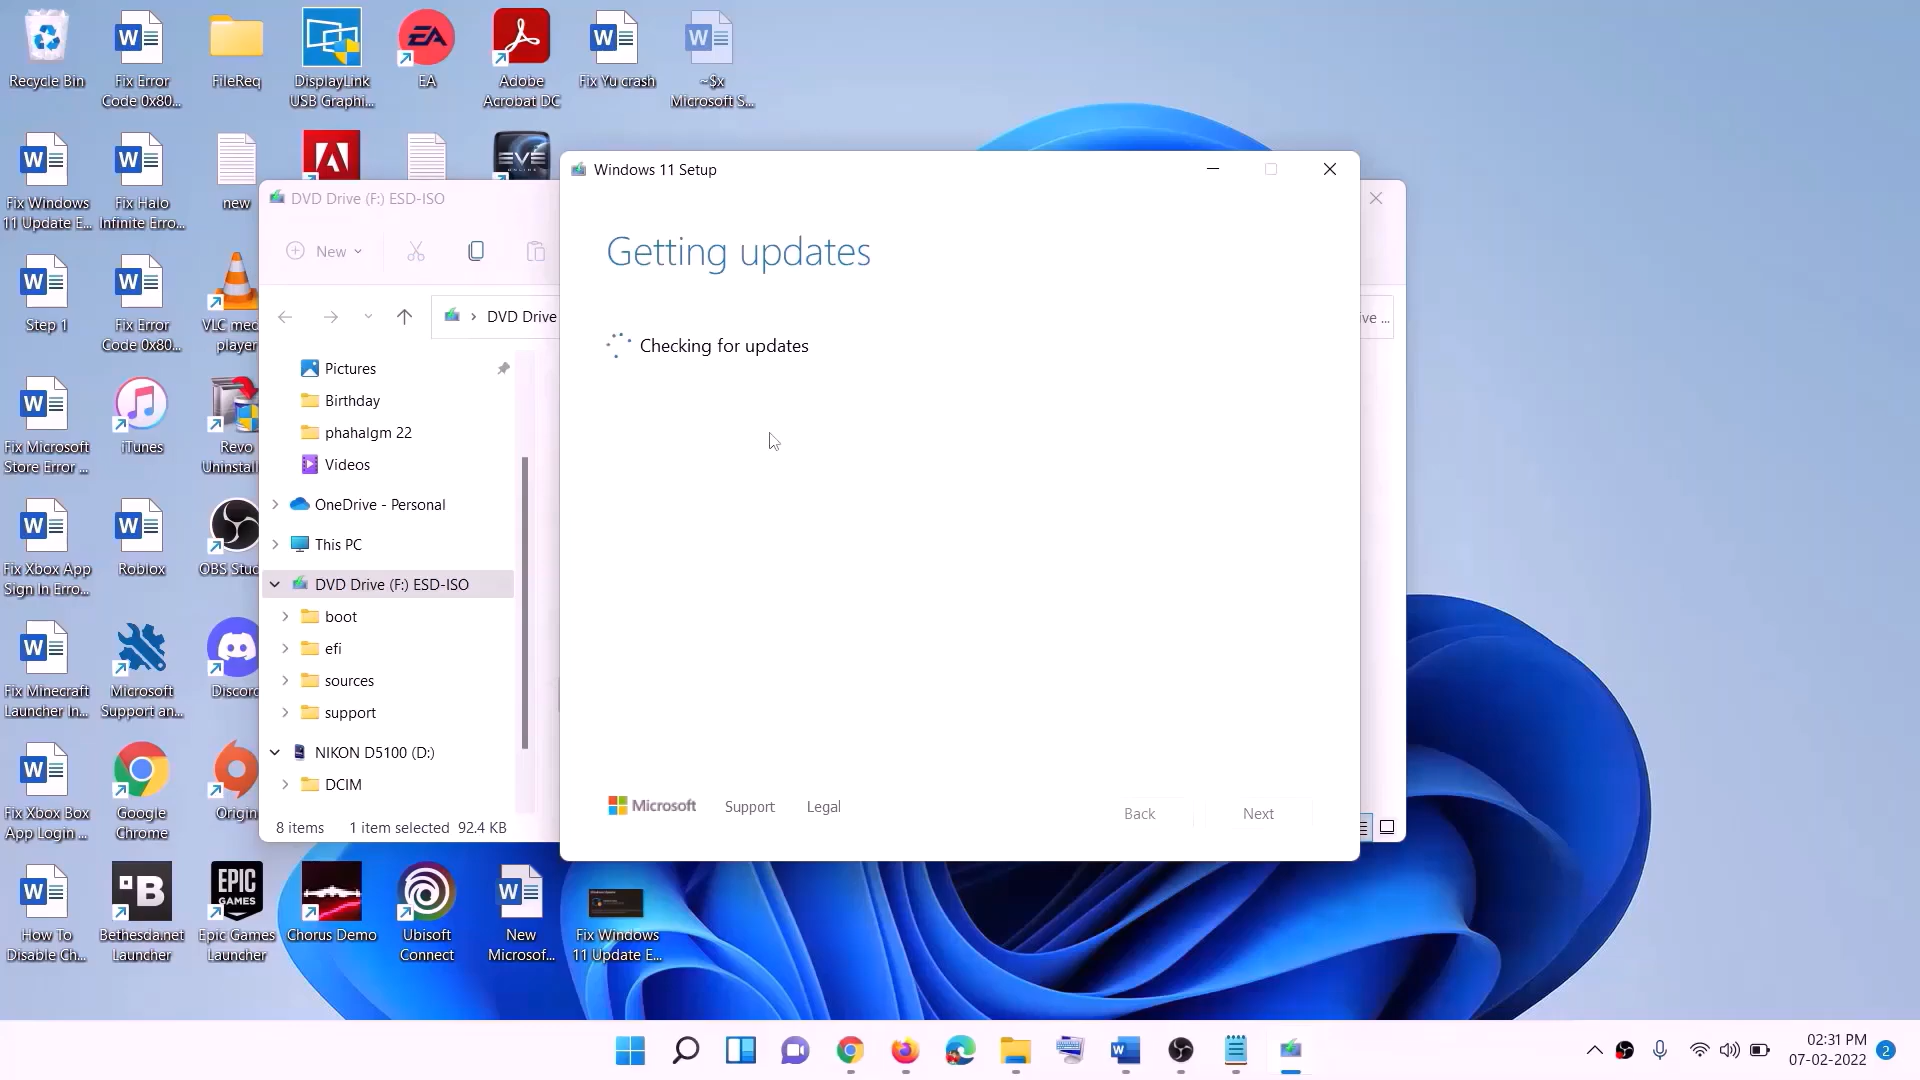 Recycle Bin
Fix Error
Code 0x80...
FileReq
DisplayLink
USB Graphi...
EA
Adobe
Acrobat DC
Fix Yu crash
~$x
Microsoft S...
Fix Windows
11 Update E...
Fix Halo
Infinite Erro...
new
EVE
ONLINE
Step 1
Fix Error
Code 0x80...
VLC med
player
Fix Microsoft
Store Error ...
iTunes
Revo
Uninstall
Fix Xbox App
Sign In Erro...
Roblox
OBS Stud
Fix Minecraft
Launcher In...
Microsoft
Support an...
Discord
Fix Xbox Box
App Login ...
Google
Chrome
Origin
How To
Disable Ch...
B
Bethesda.net
Launcher
EPIC
GAMES
Epic Games
Launcher
Chorus Demo
Ubisoft
Connect
New
Microsof...
Fix Windows
11 Update E...
DVD Drive (F:) ESD-ISO
New
DVD Drive
ive ...
Pictures
Birthday
phahalgm 22
Videos
OneDrive - Personal
This PC
DVD Drive (F:) ESD-ISO
boot
efi
sources
support
NIKON D5100 (D:)
DCIM
8 items 1 item selected 92.4 KB
Windows 11 Setup
Getting updates
Checking for updates
Microsoft Support Legal Back Next
02:31 PM
07-02-2022
2